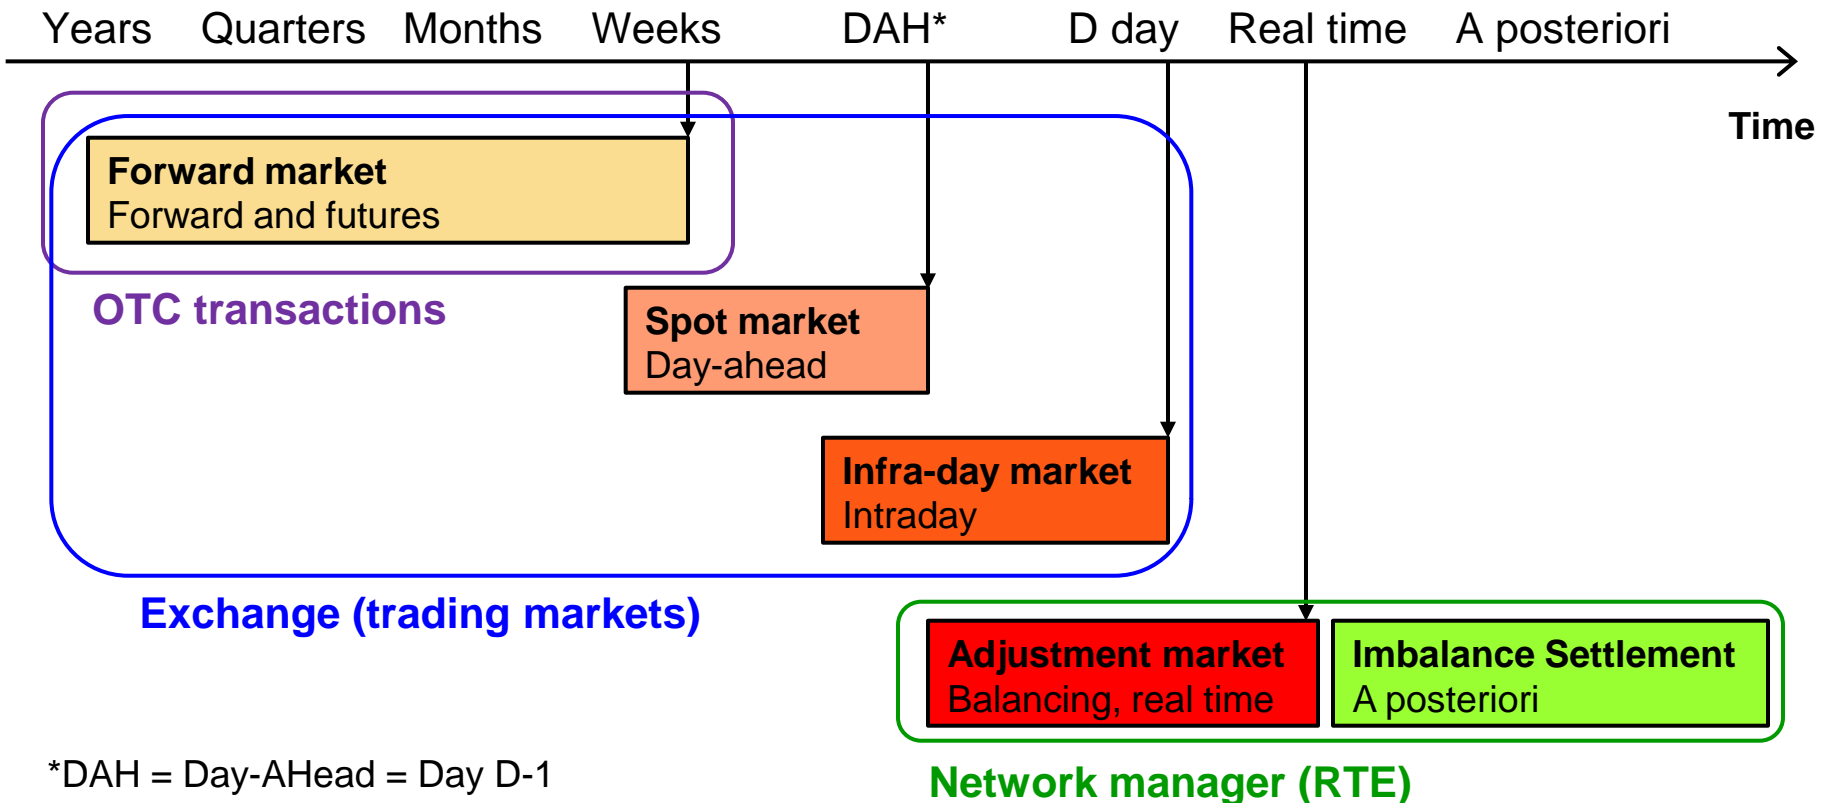 Years Quarters Months Weeks DAH* D day Real time A posteriori
Time
Forward market
Forward and futures
OTC transactions
Spot market
Day-ahead
Infra-day market
Intraday
Exchange (trading markets)
Adjustment market
Balancing, real time
Imbalance Settlement
A posteriori
*DAH = Day-AHead = Day D-1
Network manager (RTE)